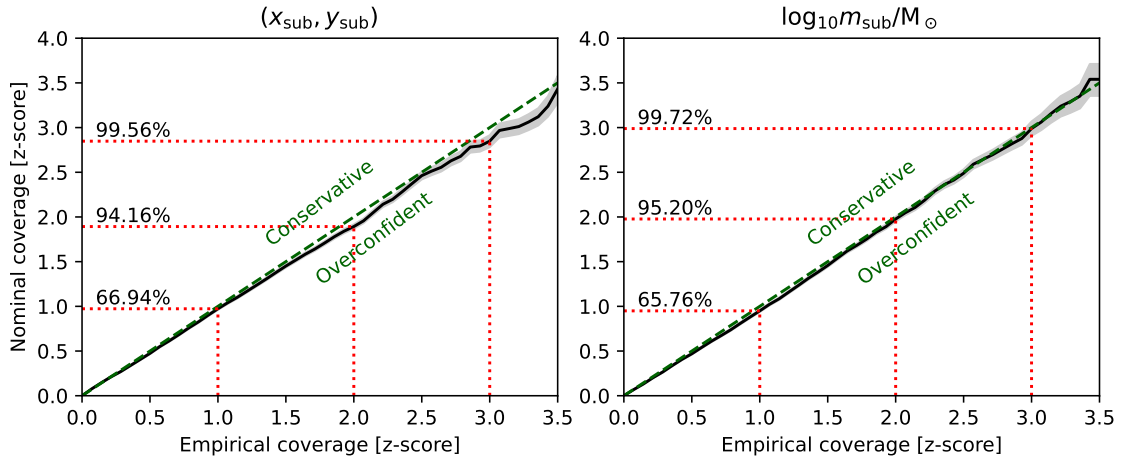 (x_sub, y_sub)
Nominal coverage [z-score]
4.0
3.5
3.0
2.5
2.0
1.5
1.0
0.5
0.0
99.56%
94.16%
66.94%
Conservative
Overconfident
0.0 0.5 1.0 1.5 2.0 2.5 3.0 3.5
Empirical coverage [z-score]
log₁₀m_sub/M_⊙
4.0
3.5
3.0
2.5
2.0
1.5
1.0
0.5
0.0
99.72%
95.20%
65.76%
Conservative
Overconfident
0.0 0.5 1.0 1.5 2.0 2.5 3.0 3.5
Empirical coverage [z-score]